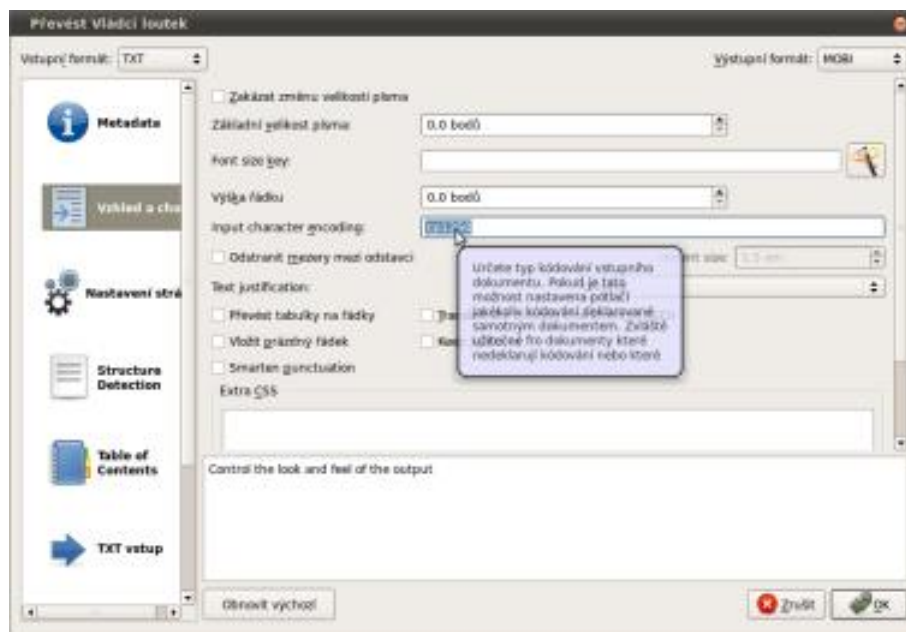 Převést Vládci loutek
Vstupní formát: TXT
Výstupní formát: MOBI
Metadata
Vzhled a cha
Nastavení strá
Structure
Detection
Table of
Contents
TXT vstup
Zakázat změnu velikosti písma
Základní velikost písma: 0.0 bodů
Font size key:
Výška řádku 0.0 bodů
Input character encoding:
Odstranit mezery mezi odstavci
Text justification:
Převést tabulky na řádky
Vložit prázdný řádek
Smarten punctuation
Extra CSS
Určete typ kódování vstupního
dokumentu. Pokud je tato
možnost nastavena potlačí
jakékoliv kódování deklarované
samotným dokumentem. Zvláště
užitečné fro dokumenty které
nedeklarují kódování nebo které
Control the look and feel of the output
Obnovit výchozí
Zrušit
OK